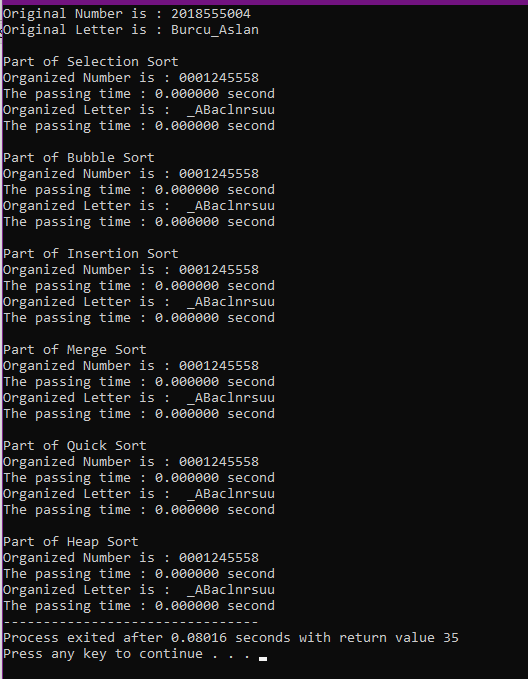 Original Number is : 2018555004
Original Letter is : Burcu_Aslan
Part of Selection Sort
Organized Number is : 0001245558
The passing time : 0.000000 second
Organized Letter is :  _ABaclnrsuu
The passing time : 0.000000 second
Part of Bubble Sort
Organized Number is : 0001245558
The passing time : 0.000000 second
Organized Letter is :  _ABaclnrsuu
The passing time : 0.000000 second
Part of Insertion Sort
Organized Number is : 0001245558
The passing time : 0.000000 second
Organized Letter is :  _ABaclnrsuu
The passing time : 0.000000 second
Part of Merge Sort
Organized Number is : 0001245558
The passing time : 0.000000 second
Organized Letter is :  _ABaclnrsuu
The passing time : 0.000000 second
Part of Quick Sort
Organized Number is : 0001245558
The passing time : 0.000000 second
Organized Letter is :  _ABaclnrsuu
The passing time : 0.000000 second
Part of Heap Sort
Organized Number is : 0001245558
The passing time : 0.000000 second
Organized Letter is :  _ABaclnrsuu
The passing time : 0.000000 second
--------------------------------
Process exited after 0.08016 seconds with return value 35
Press any key to continue . . .